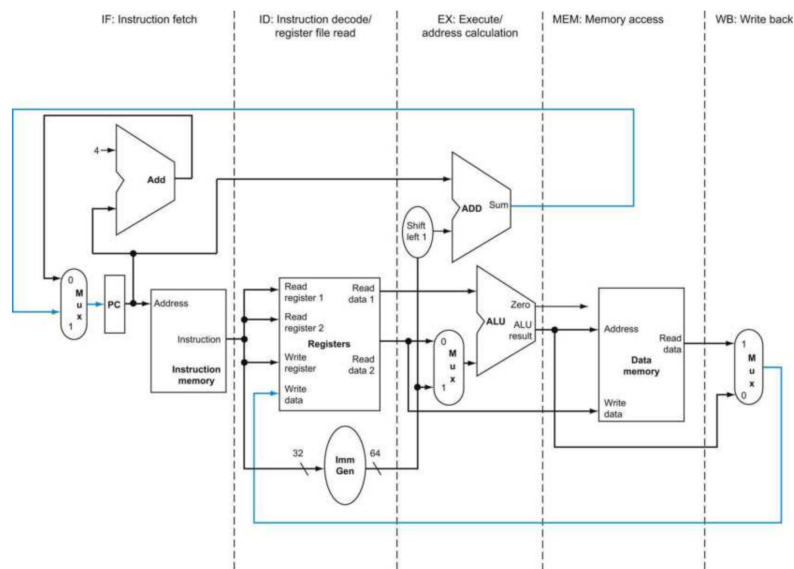 IF: Instruction fetch
ID: Instruction decode/
register file read
EX: Execute/
address calculation
MEM: Memory access
WB: Write back
4
Add
ADD
Sum
Shift
left 1
0
M
u
x
1
PC
Address
Instruction
Instruction
memory
Read
register 1
Read
register 2
Write
register
Write
data
Registers
Read
data 1
Read
data 2
0
M
u
x
1
Zero
ALU
ALU
result
Address
Read
data
Data
memory
Write
data
1
M
u
x
0
32
Imm
Gen
64